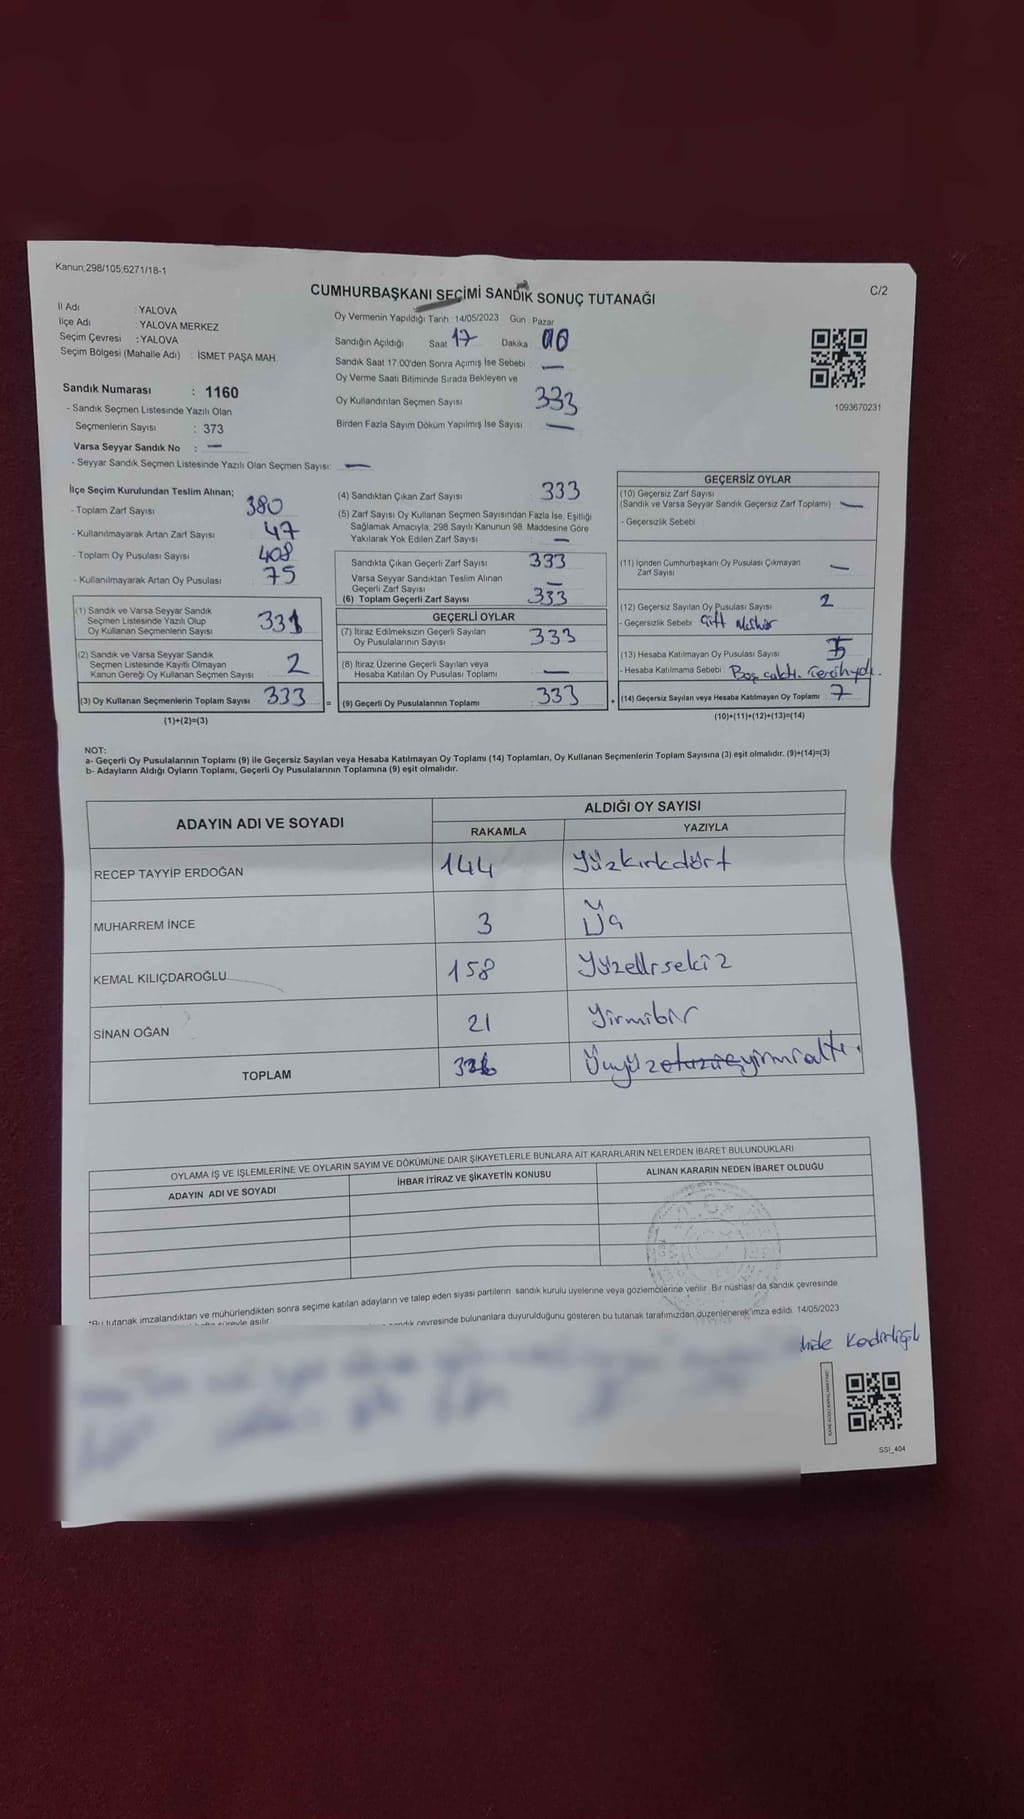 Kanun;298/105;6271/18-1
C/2
CUMHURBAŞKANI SEÇİMİ SANDIK SONUÇ TUTANAĞI
İl Adı : YALOVA
İlçe Adı : YALOVA MERKEZ
Seçim Çevresi : YALOVA
Seçim Bölgesi (Mahalle Adı) : İSMET PAŞA MAH.
Sandık Numarası : 1160
- Sandık Seçmen Listesinde Yazılı Olan
Seçmenlerin Sayısı : 373
Varsa Seyyar Sandık No : —
- Seyyar Sandık Seçmen Listesinde Yazılı Olan Seçmen Sayısı: —
Oy Vermenin Yapıldığı Tarih : 14/05/2023 Gün : Pazar
Sandığın Açıldığı Saat 17 Dakika 00
Sandık Saat 17.00'den Sonra Açılmış İse Sebebi : —
Oy Verme Saati Bitiminde Sırada Bekleyen ve
Oy Kullandırılan Seçmen Sayısı 333
Birden Fazla Sayım Döküm Yapılmış İse Sayısı —
1093670231
İlçe Seçim Kurulundan Teslim Alınan;
- Toplam Zarf Sayısı 380
- Kullanılmayarak Artan Zarf Sayısı 47
- Toplam Oy Pusulası Sayısı 408
- Kullanılmayarak Artan Oy Pusulası 75
(1) Sandık ve Varsa Seyyar Sandık
Seçmen Listesinde Yazılı Olup
Oy Kullanan Seçmenlerin Sayısı 331
(2) Sandık ve Varsa Seyyar Sandık
Seçmen Listesinde Kayıtlı Olmayan
Kanun Gereği Oy Kullanan Seçmen Sayısı 2
(3) Oy Kullanan Seçmenlerin Toplam Sayısı 333 =
(1)+(2)=(3)
(4) Sandıktan Çıkan Zarf Sayısı 333
(5) Zarf Sayısı Oy Kullanan Seçmen Sayısından Fazla İse, Eşitliği
Sağlamak Amacıyla; 298 Sayılı Kanunun 98. Maddesine Göre
Yakılarak Yok Edilen Zarf Sayısı —
Sandıkta Çıkan Geçerli Zarf Sayısı 333
Varsa Seyyar Sandıktan Teslim Alınan
Geçerli Zarf Sayısı —
(6) Toplam Geçerli Zarf Sayısı 333
GEÇERLİ OYLAR
(7) İtiraz Edilmeksizin Geçerli Sayılan
Oy Pusulalarının Sayısı 333
(8) İtiraz Üzerine Geçerli Sayılan veya
Hesaba Katılan Oy Pusulası Toplamı —
(9) Geçerli Oy Pusulalarının Toplamı 333 +
GEÇERSİZ OYLAR
(10) Geçersiz Zarf Sayısı
(Sandık ve Varsa Seyyar Sandık Geçersiz Zarf Toplamı) : —
- Geçersizlik Sebebi
(11) İçinden Cumhurbaşkanı Oy Pusulası Çıkmayan
Zarf Sayısı —
(12) Geçersiz Sayılan Oy Pusulası Sayısı 2
- Geçersizlik Sebebi Çift Mühür
(13) Hesaba Katılmayan Oy Pusulası Sayısı 5
- Hesaba Katılmama Sebebi Boş çıktı.
(14) Geçersiz Sayılan veya Hesaba Katılmayan Oy Toplamı 7
(10)+(11)+(12)+(13)=(14)
NOT:
a- Geçerli Oy Pusulalarının Toplamı (9) ile Geçersiz Sayılan veya Hesaba Katılmayan Oy Toplamı (14) Toplamları, Oy Kullanan Seçmenlerin Toplam Sayısına (3) eşit olmalıdır. (9)+(14)=(3)
b- Adayların Aldığı Oyların Toplamı, Geçerli Oy Pusulalarının Toplamına (9) eşit olmalıdır.
ADAYIN ADI VE SOYADI
ALDIĞI OY SAYISI
RAKAMLA YAZIYLA
RECEP TAYYİP ERDOĞAN 144 Yüzkırkdört
MUHARREM İNCE 3 Üç
KEMAL KILIÇDAROĞLU 158 Yüzellisekiz
SİNAN OĞAN 21 Yirmibir
TOPLAM 326 Üçyüz yirmialtı.
OYLAMA İŞ VE İŞLEMLERİNE VE OYLARIN SAYIM VE DÖKÜMÜNE DAİR ŞİKAYETLERLE BUNLARA AİT KARARLARIN NELERDEN İBARET BULUNDUKLARI
ADAYIN ADI VE SOYADI İHBAR İTİRAZ VE ŞİKAYETİN KONUSU ALINAN KARARIN NEDEN İBARET OLDUĞU
*Bu tutanak imzalandıktan ve mühürlendikten sonra seçime katılan adayların ve talep eden siyasi partilerin sandık kurulu üyelerine veya gözlemcilerine verilir. Bir nüshası da sandık çevresinde
süreyle asılır.
sandık çevresinde bulunanlara duyurulduğunu gösteren bu tutanak tarafımızdan düzenlenerek imza edildi. 14/05/2023
SSI_404